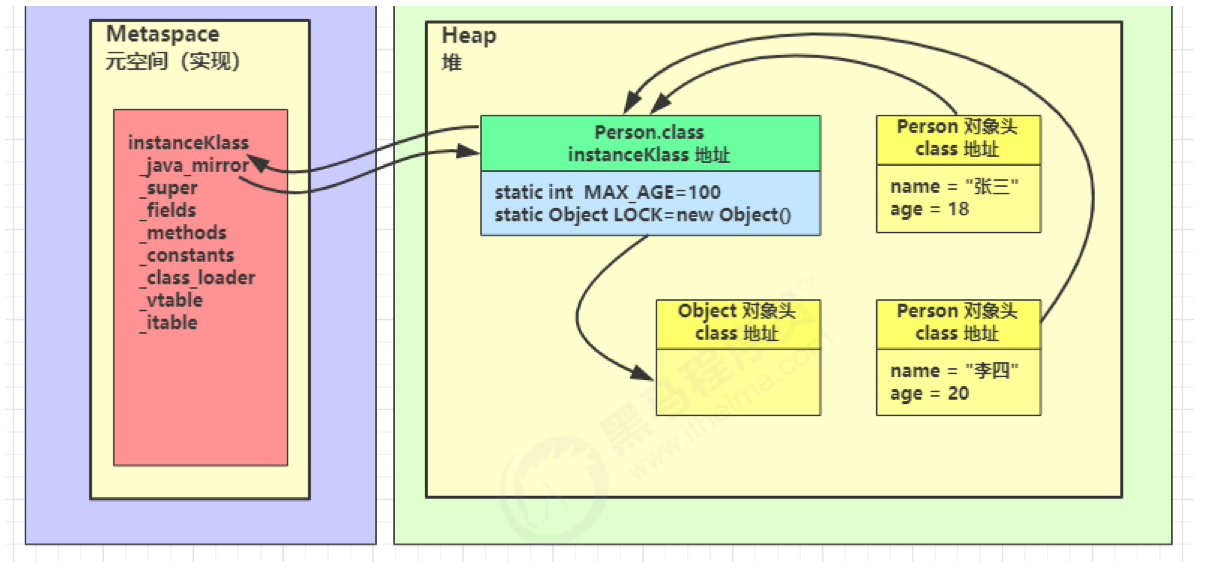 Metaspace
元空间（实现）
instanceKlass
_java_mirror
_super
_fields
_methods
_constants
_class_loader
_vtable
_itable
Heap
堆
Person.class
instanceKlass 地址
static int MAX_AGE=100
static Object LOCK=new Object()
Person 对象头
class 地址
name = "张三"
age = 18
Object 对象头
class 地址
Person 对象头
class 地址
name = "李四"
age = 20
黑马程序员™
www.itheima.com